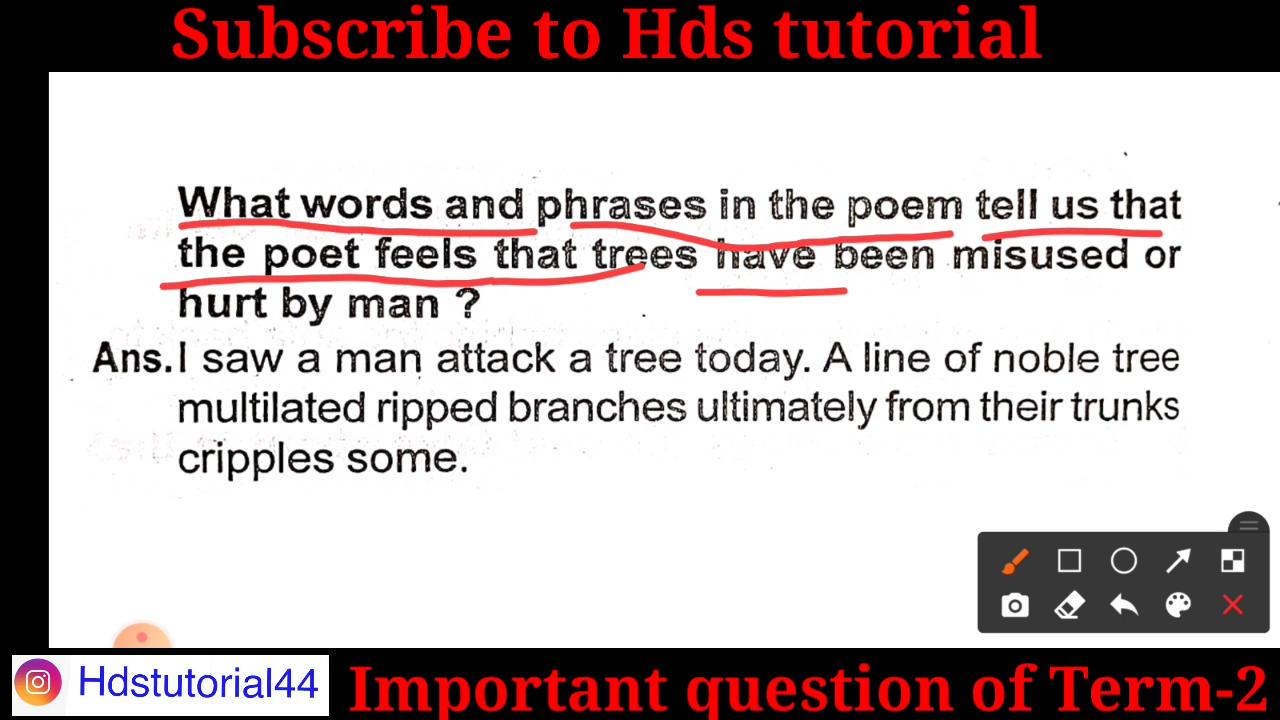 Subscribe to Hds tutorial
What words and phrases in the poem tell us that
the poet feels that trees have been misused or
hurt by man ?
Ans. I saw a man attack a tree today. A line of noble tree
multilated ripped branches ultimately from their trunks
cripples some.
Hdstutorial44
Important question of Term-2